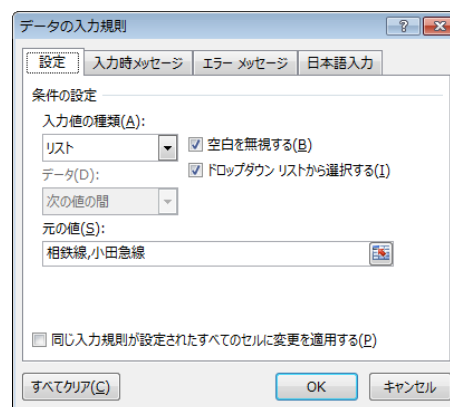 データの入力規則
設定 入力時メッセージ エラー メッセージ 日本語入力
条件の設定
入力値の種類(A):
リスト
空白を無視する(B)
データ(D):
ドロップダウン リストから選択する(I)
次の値の間
元の値(S):
相鉄線,小田急線
同じ入力規則が設定されたすべてのセルに変更を適用する(P)
すべてクリア(C) OK キャンセル